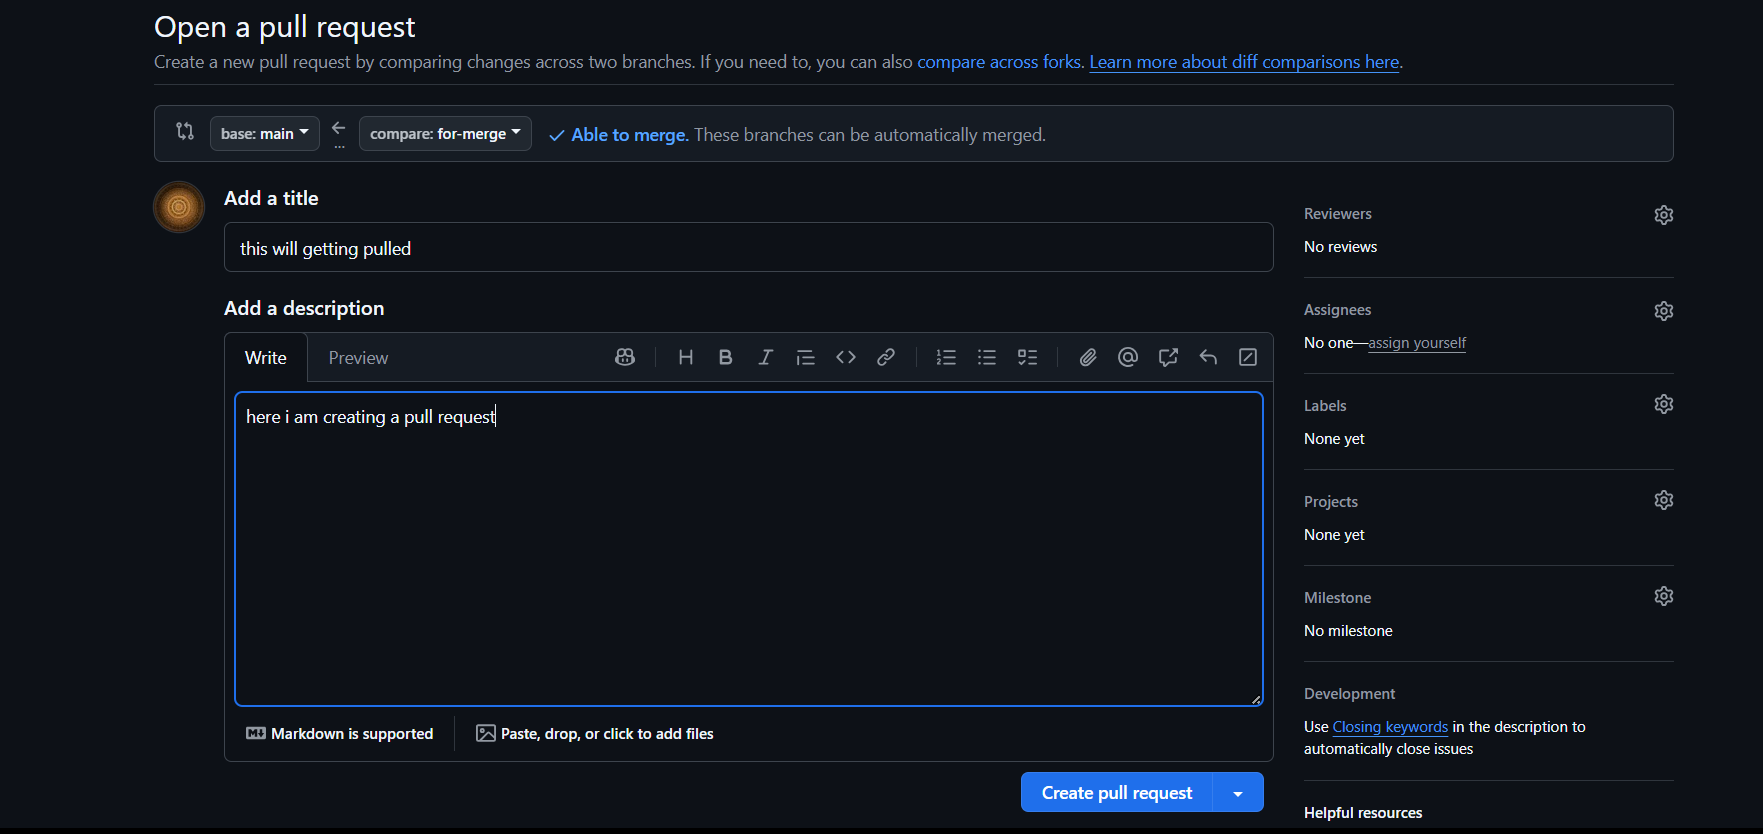 Open a pull request
Create a new pull request by comparing changes across two branches. If you need to, you can also compare across forks. Learn more about diff comparisons here.
base: main
...
compare: for-merge
Able to merge. These branches can be automatically merged.
Add a title
this will getting pulled
Add a description
Write
Preview
here i am creating a pull request
Markdown is supported
Paste, drop, or click to add files
Create pull request
Reviewers
No reviews
Assignees
No one—assign yourself
Labels
None yet
Projects
None yet
Milestone
No milestone
Development
Use Closing keywords in the description to
automatically close issues
Helpful resources